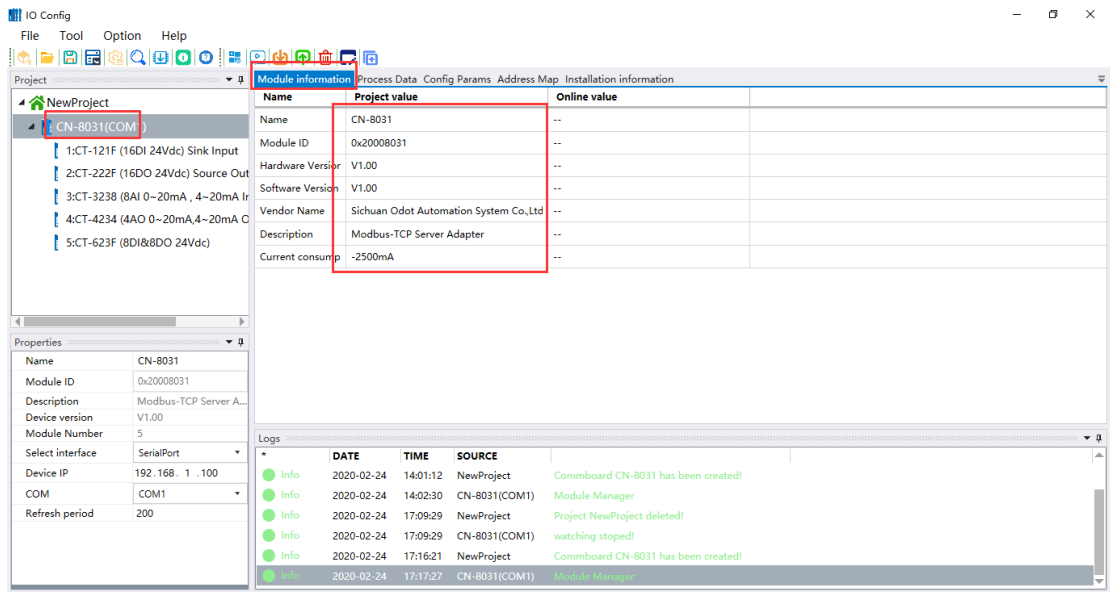 IO Config
File Tool Option Help
Project
NewProject
CN-8031(COM1)
1:CT-121F (16DI 24Vdc) Sink Input
2:CT-222F (16DO 24Vdc) Source Out
3:CT-3238 (8AI 0~20mA , 4~20mA Ir
4:CT-4234 (4AO 0~20mA,4~20mA O
5:CT-623F (8DI&8DO 24Vdc)
Properties
Name CN-8031
Module ID 0x20008031
Description Modbus-TCP Server A...
Device version V1.00
Module Number 5
Select interface SerialPort
Device IP 192.168. 1 .100
COM COM1
Refresh period 200
Module information Process Data Config Params Address Map Installation information
Name Project value Online value
Name CN-8031 --
Module ID 0x20008031 --
Hardware Version V1.00 --
Software Version V1.00 --
Vendor Name Sichuan Odot Automation System Co.,Ltd --
Description Modbus-TCP Server Adapter --
Current consump -2500mA --
Logs
* DATE TIME SOURCE
Info 2020-02-24 14:01:12 NewProject Commboard CN-8031 has been created!
Info 2020-02-24 14:02:30 CN-8031(COM1) Module Manager
Info 2020-02-24 17:09:29 NewProject Project NewProject deleted!
Info 2020-02-24 17:09:29 CN-8031(COM1) watching stoped!
Info 2020-02-24 17:16:21 NewProject Commboard CN-8031 has been created!
Info 2020-02-24 17:17:27 CN-8031(COM1) Module Manager